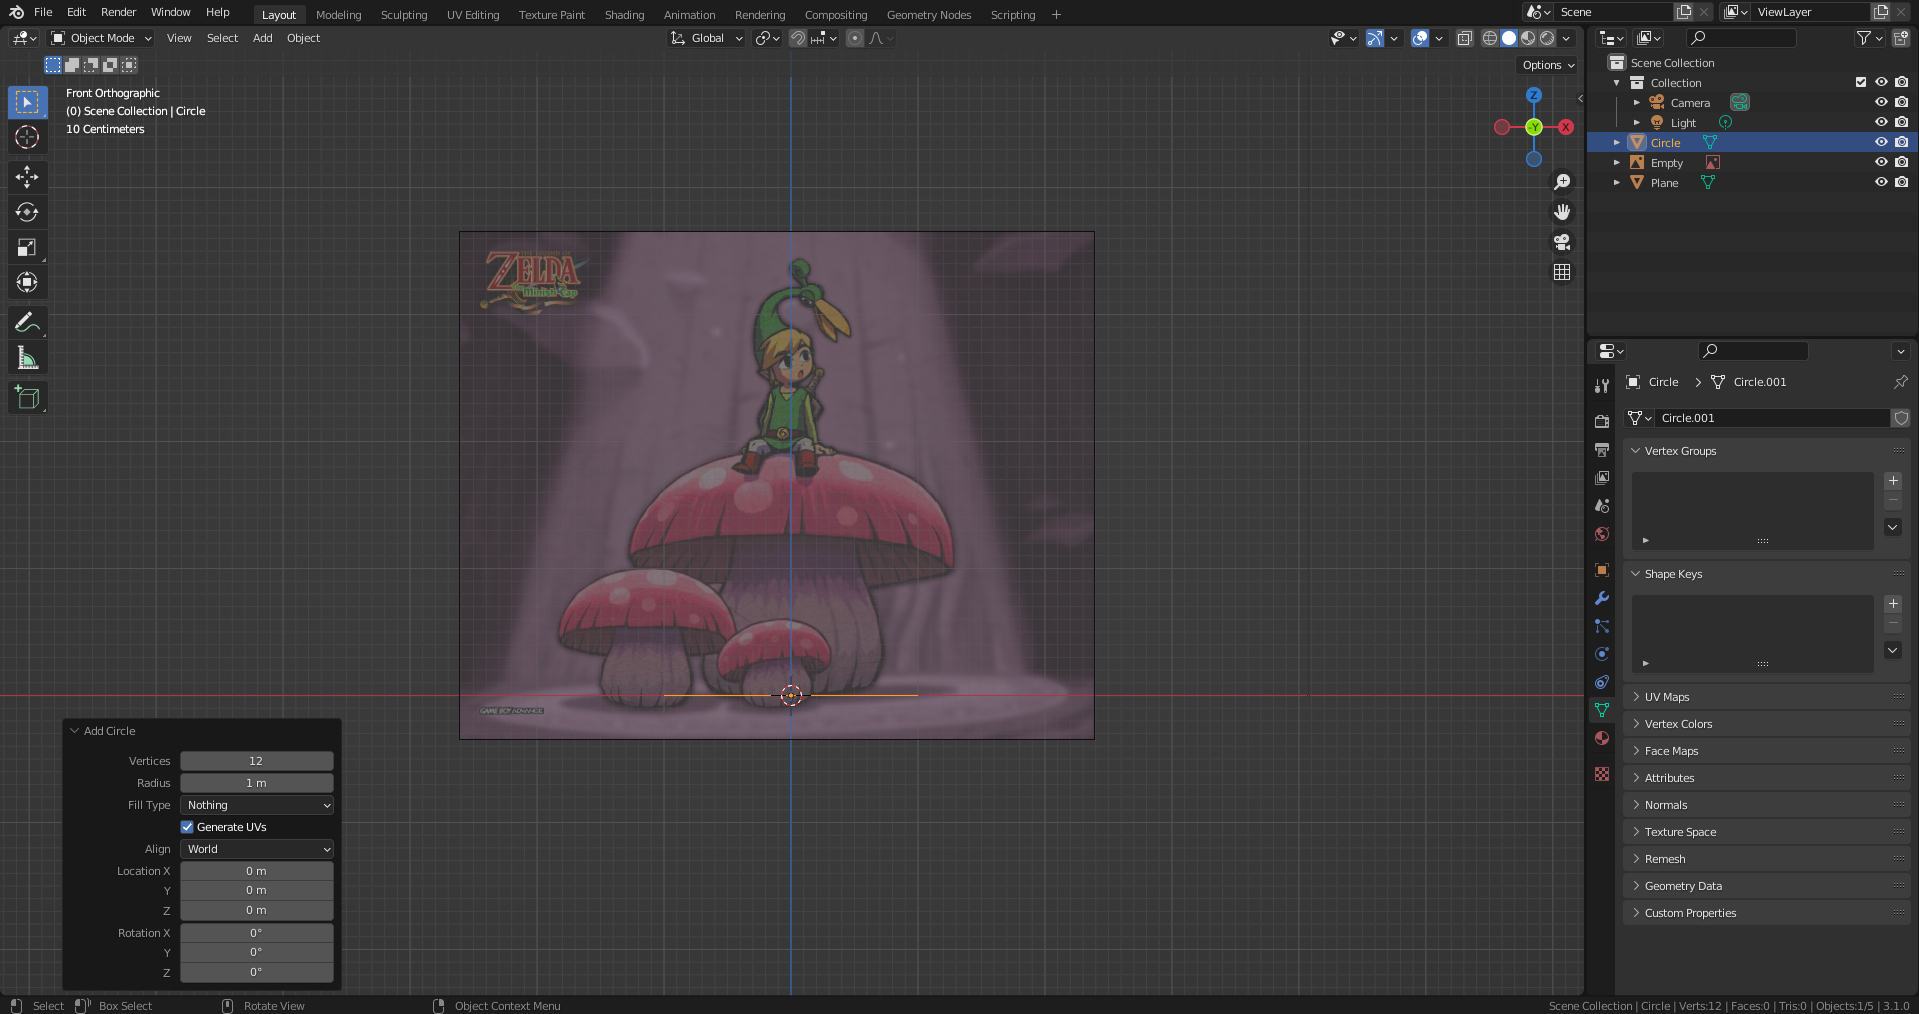 File Edit Render Window Help
Layout Modeling Sculpting UV Editing Texture Paint Shading Animation Rendering Compositing Geometry Nodes Scripting +
Scene ViewLayer
Object Mode View Select Add Object
Global
Options
Front Orthographic
(0) Scene Collection | Circle
10 Centimeters
Z
-Y X
ZELDA
Minish Cap
GAME BOY ADVANCE
Add Circle
Vertices 12
Radius 1 m
Fill Type Nothing
Generate UVs
Align World
Location X 0 m
Y 0 m
Z 0 m
Rotation X 0°
Y 0°
Z 0°
Scene Collection
Collection
Camera
Light
Circle
Empty
Plane
Circle > Circle.001
Circle.001
Vertex Groups
Shape Keys
UV Maps
Vertex Colors
Face Maps
Attributes
Normals
Texture Space
Remesh
Geometry Data
Custom Properties
Select Box Select Rotate View Object Context Menu
Scene Collection | Circle | Verts:12 | Faces:0 | Tris:0 | Objects:1/5 | 3.1.0